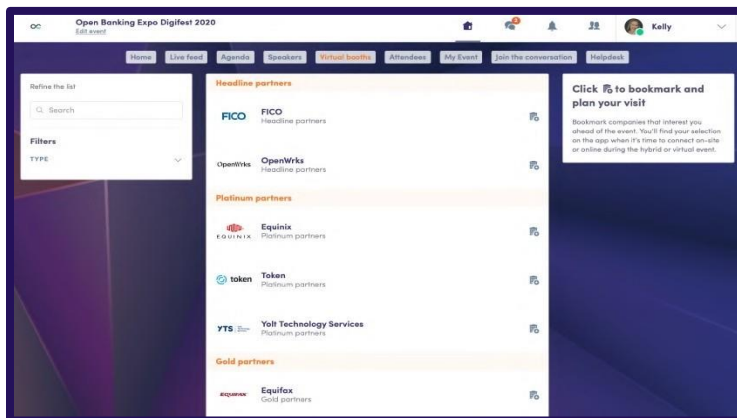 Open Banking Expo Digifest 2020
Edit event
2
Kelly
Home
Live feed
Agenda
Speakers
Virtual booths
Attendees
My Event
Join the conversation
Helpdesk
Refine the list
Search
Filters
TYPE
Headline partners
FICO
FICO
Headline partners
OpenWrks
OpenWrks
Headline partners
Platinum partners
EQUINIX
Equinix
Platinum partners
token
Token
Platinum partners
YTS
Yolt Technology Services
Platinum partners
Gold partners
EQUIFAX
Equifax
Gold partners
Click to bookmark and
plan your visit
Bookmark companies that interest you
ahead of the event. You'll find your selection
on the app when it's time to connect on-site
or online during the hybrid or virtual event.